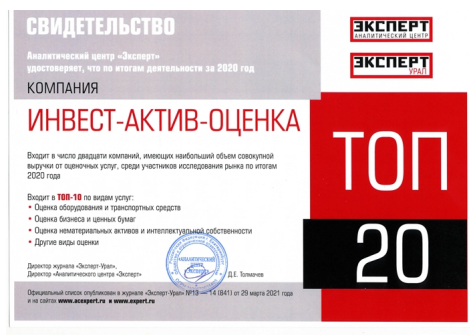 СВИДЕТЕЛЬСТВО
Аналитический центр «Эксперт»
удостоверяет, что по итогам деятельности за 2020 год
КОМПАНИЯ
ИНВЕСТ-АКТИВ-ОЦЕНКА
Входит в число двадцати компаний, имеющих наибольший объем совокупной
выручки от оценочных услуг, среди участников исследования рынка по итогам
2020 года
Входит в ТОП-10 по видам услуг:
• Оценка оборудования и транспортных средств
• Оценка бизнеса и ценных бумаг
• Оценка нематериальных активов и интеллектуальной собственности
• Другие виды оценки
АНАЛИТИЧЕСКИЙ
ЦЕНТР
ЭКСПЕРТ
Директор журнала «Эксперт-Урал»,
Директор «Аналитического центра «Эксперт»
Д.Е. Толмачев
Официальный список опубликован в журнале «Эксперт-Урал» №13 — 14 (841) от 29 марта 2021 года
и на сайтах www.acexpert.ru и www.expert.ru
ЭКСПЕРТ
АНАЛИТИЧЕСКИЙ ЦЕНТР
ЭКСПЕРТ
УРАЛ
ТОП
20